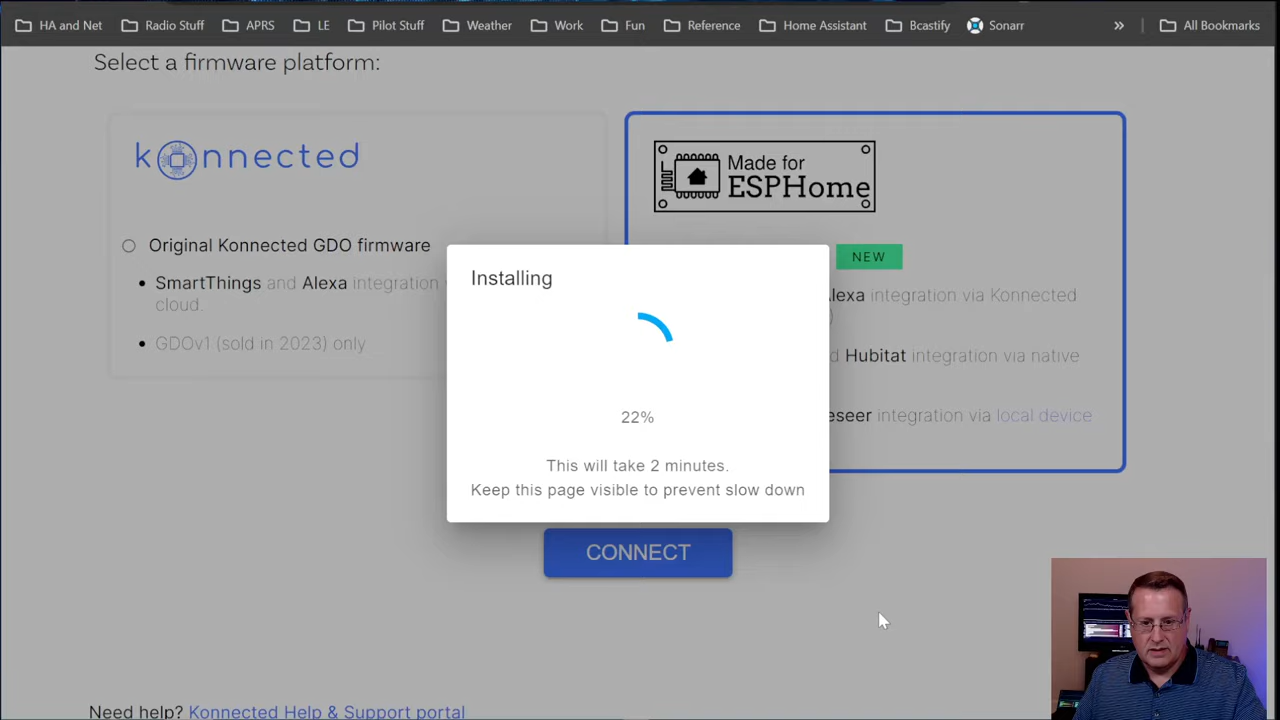 HA and Net
Radio Stuff
APRS
LE
Pilot Stuff
Weather
Work
Fun
Reference
Home Assistant
Bcastify
Sonarr
»
All Bookmarks
Select a firmware platform:
konnected
Original Konnected GDO firmware
• SmartThings and Alexa integration
cloud.
• GDOv1 (sold in 2023) only
Made for
ESPHome
NEW
Alexa integration via Konnected
)
Hubitat integration via native
integration via local device
Installing
22%
This will take 2 minutes.
Keep this page visible to prevent slow down
CONNECT
Need help? Konnected Help & Support portal